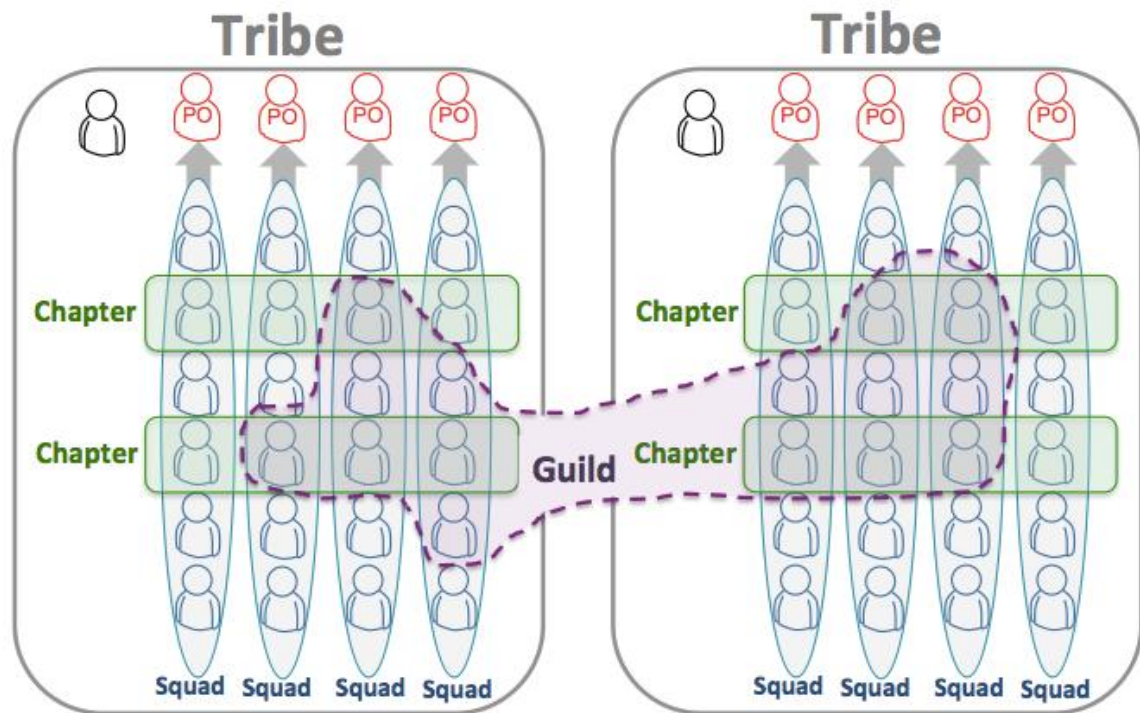 Tribe Tribe
PO PO PO PO PO PO PO PO
Chapter Chapter
Chapter Guild Chapter
Squad Squad Squad Squad Squad Squad Squad Squad